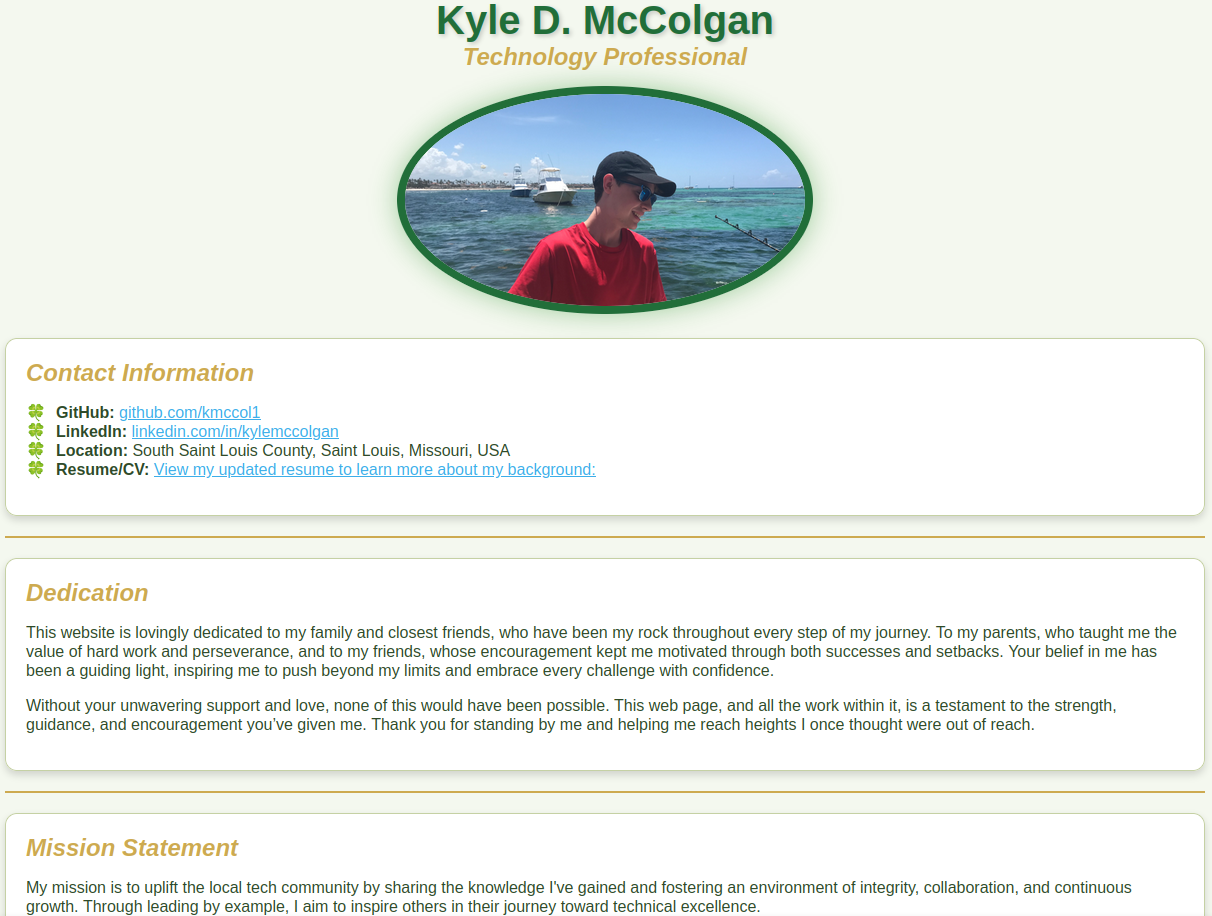 Kyle D. McColgan
Technology Professional
Contact Information
GitHub: github.com/kmccol1
LinkedIn: linkedin.com/in/kylemccolgan
Location: South Saint Louis County, Saint Louis, Missouri, USA
Resume/CV: View my updated resume to learn more about my background:
Dedication
This website is lovingly dedicated to my family and closest friends, who have been my rock throughout every step of my journey. To my parents, who taught me the
value of hard work and perseverance, and to my friends, whose encouragement kept me motivated through both successes and setbacks. Your belief in me has
been a guiding light, inspiring me to push beyond my limits and embrace every challenge with confidence.
Without your unwavering support and love, none of this would have been possible. This web page, and all the work within it, is a testament to the strength,
guidance, and encouragement you’ve given me. Thank you for standing by me and helping me reach heights I once thought were out of reach.
Mission Statement
My mission is to uplift the local tech community by sharing the knowledge I've gained and fostering an environment of integrity, collaboration, and continuous
growth. Through leading by example, I aim to inspire others in their journey toward technical excellence.